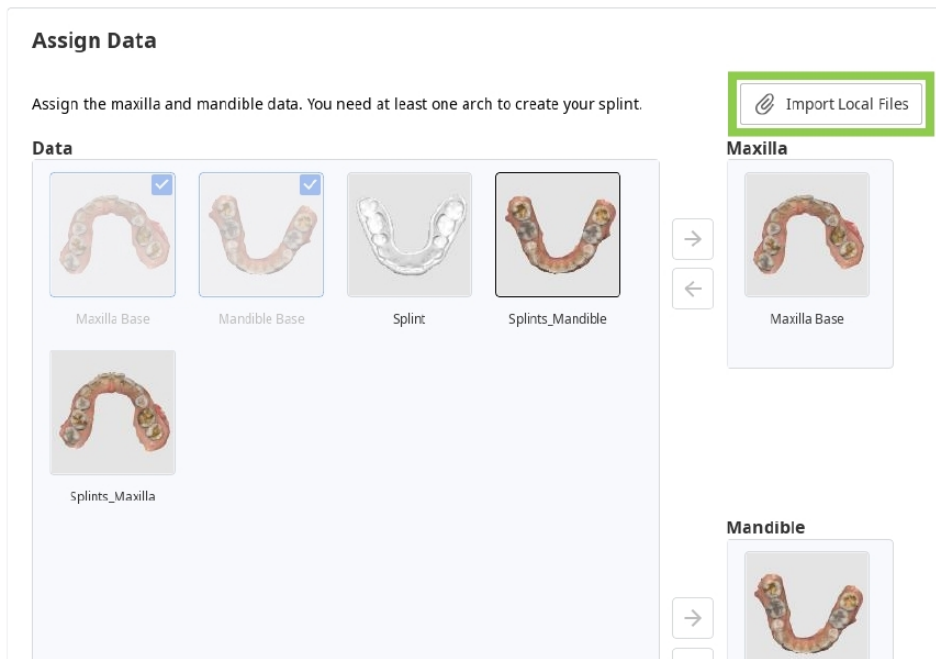 Assign Data
Assign the maxilla and mandible data. You need at least one arch to create your splint.
Import Local Files
Data
Maxilla
Maxilla Base
Mandible Base
Splint
Splints_Mandible
Maxilla Base
Splints_Maxilla
Mandible